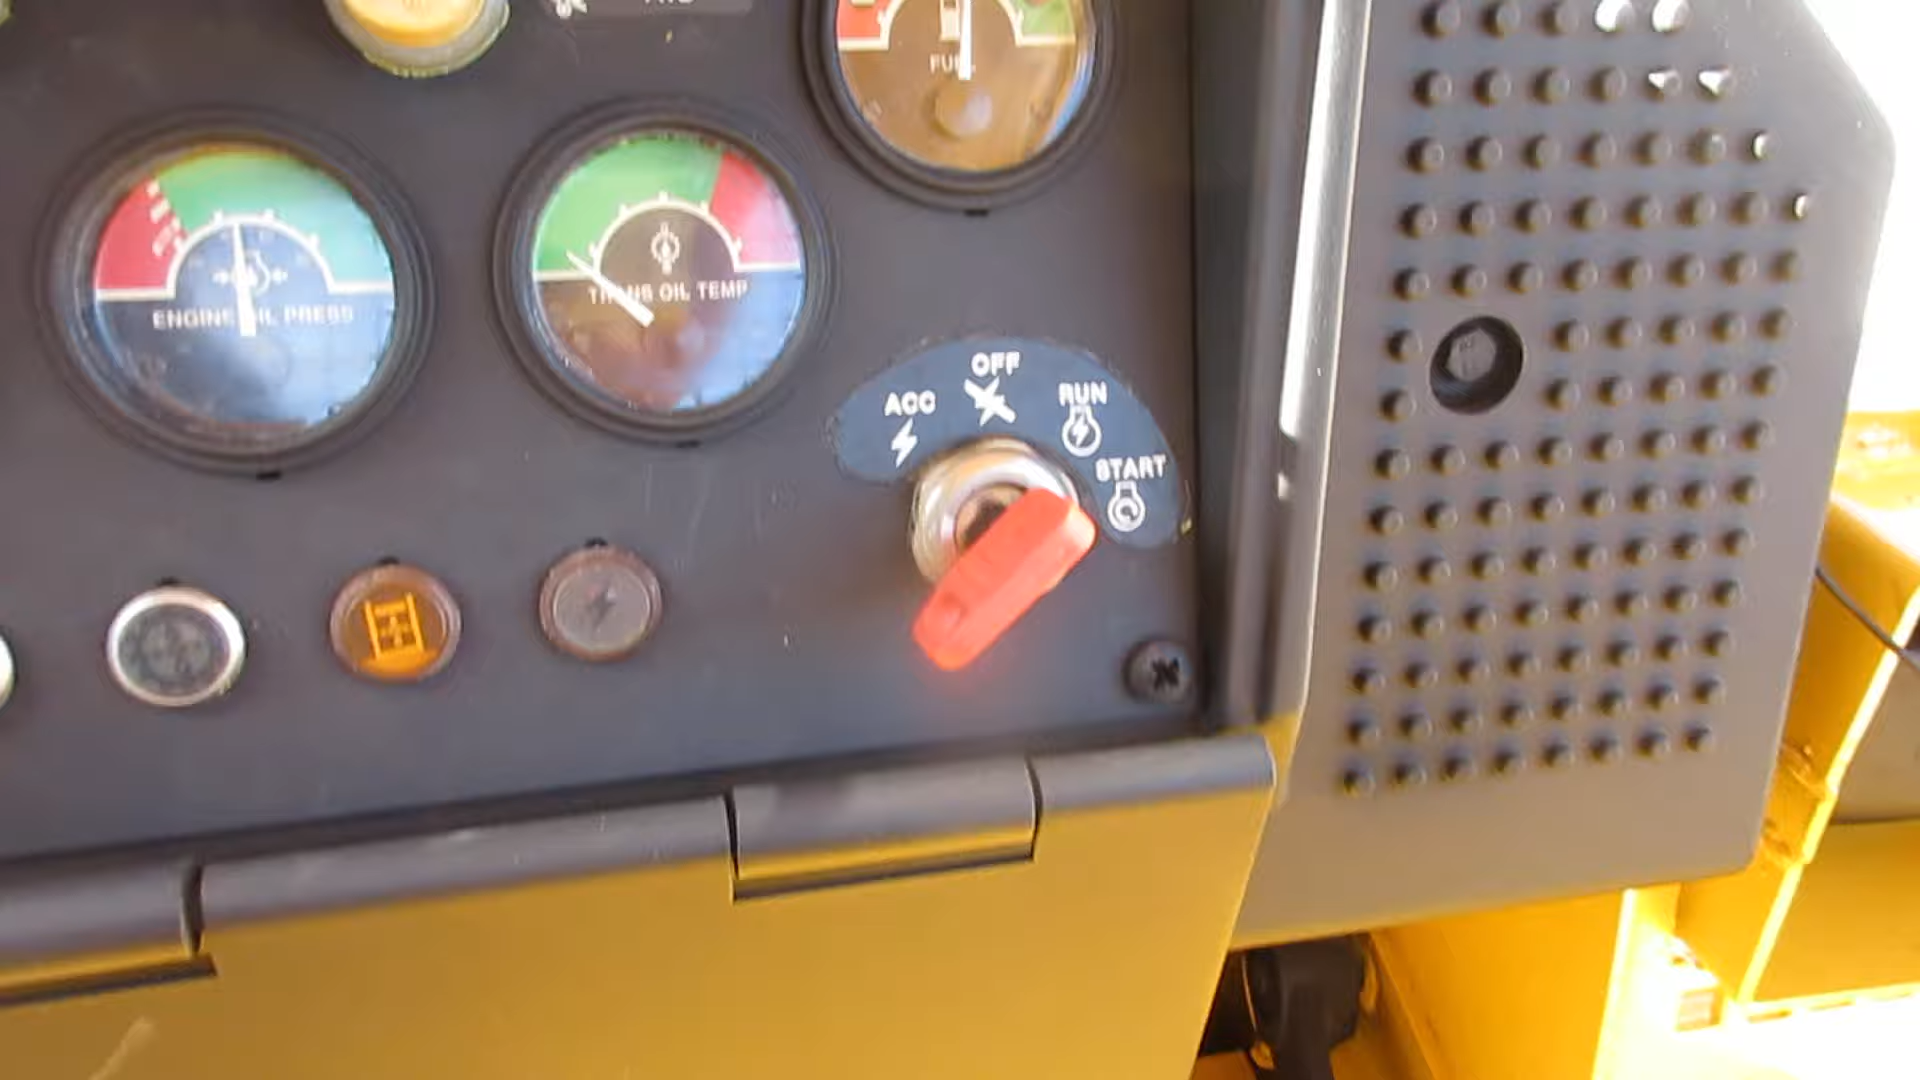 FUEL
ENGINE OIL PRESS
TRANS OIL TEMP
OFF
ACC
RUN
START